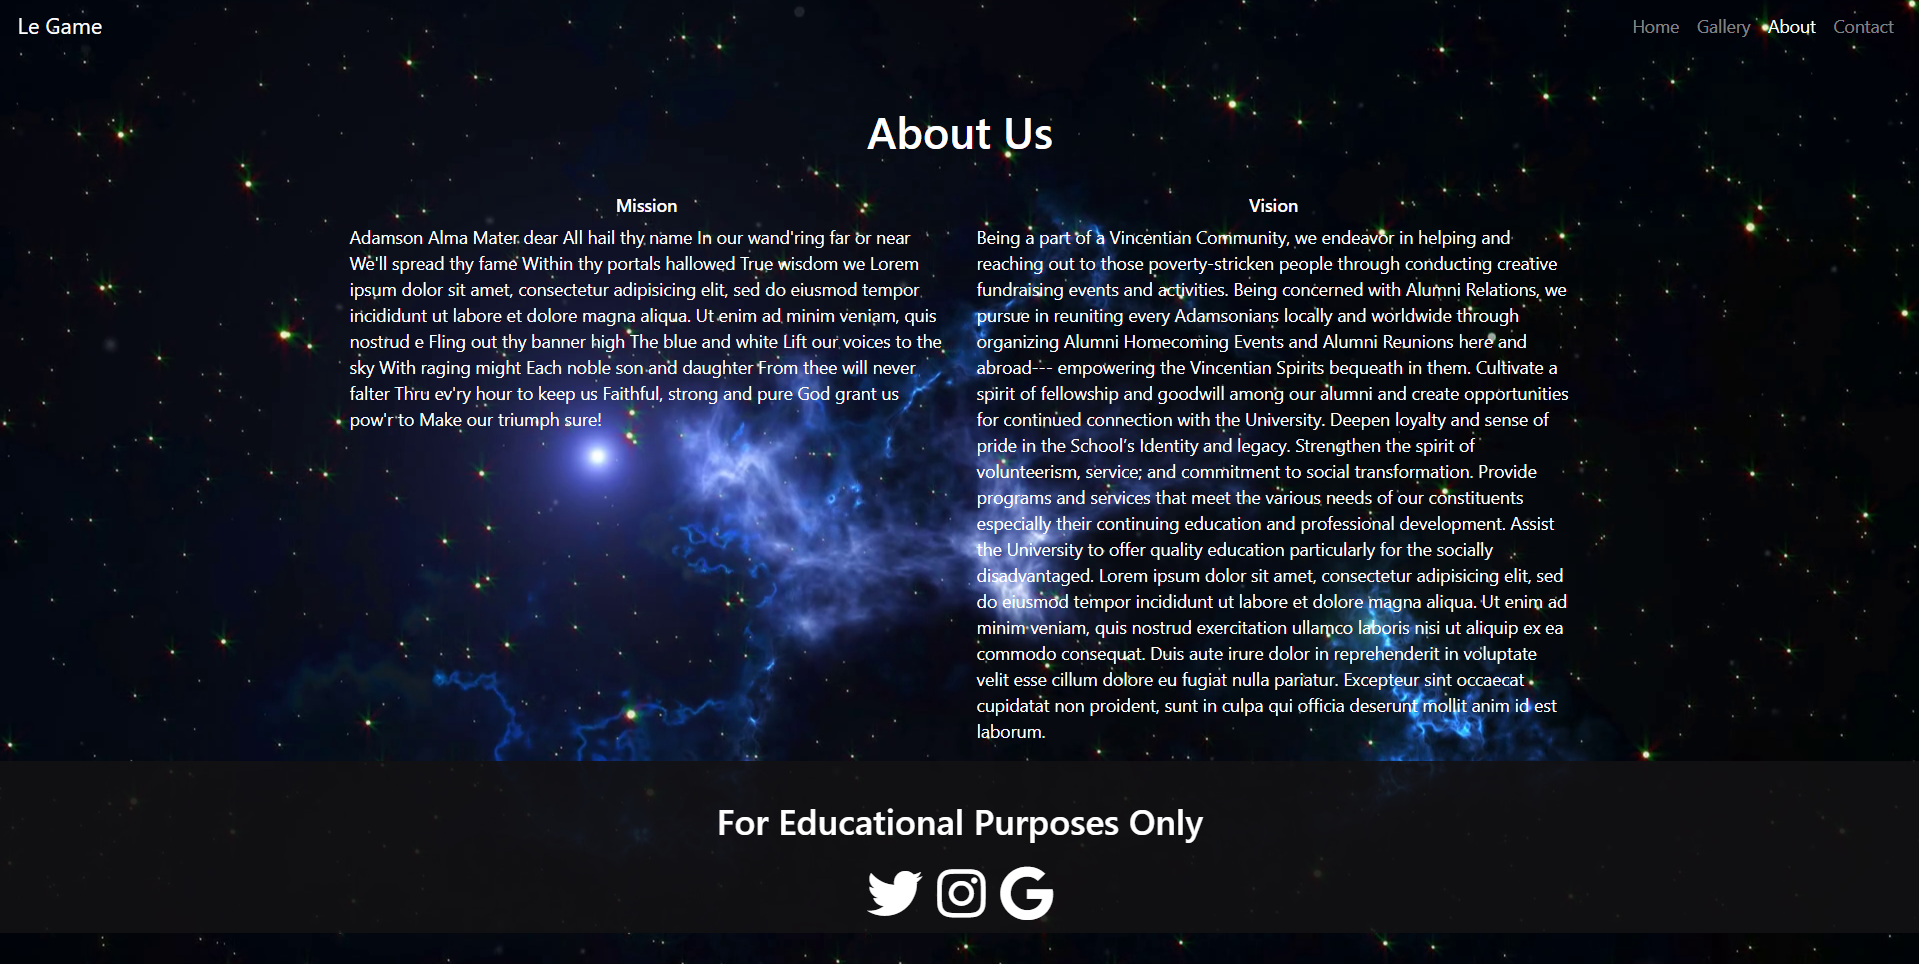 Le Game
Home Gallery About Contact
About Us
Mission
Adamson Alma Mater dear All hail thy name In our wand'ring far or near
We'll spread thy fame Within thy portals hallowed True wisdom we Lorem
ipsum dolor sit amet, consectetur adipisicing elit, sed do eiusmod tempor
incididunt ut labore et dolore magna aliqua. Ut enim ad minim veniam, quis
nostrud e Fling out thy banner high The blue and white Lift our voices to the
sky With raging might Each noble son and daughter From thee will never
falter Thru ev'ry hour to keep us Faithful, strong and pure God grant us
pow'r to Make our triumph sure!
Vision
Being a part of a Vincentian Community, we endeavor in helping and
reaching out to those poverty-stricken people through conducting creative
fundraising events and activities. Being concerned with Alumni Relations, we
pursue in reuniting every Adamsonians locally and worldwide through
organizing Alumni Homecoming Events and Alumni Reunions here and
abroad--- empowering the Vincentian Spirits bequeath in them. Cultivate a
spirit of fellowship and goodwill among our alumni and create opportunities
for continued connection with the University. Deepen loyalty and sense of
pride in the School’s Identity and legacy. Strengthen the spirit of
volunteerism, service; and commitment to social transformation. Provide
programs and services that meet the various needs of our constituents
especially their continuing education and professional development. Assist
the University to offer quality education particularly for the socially
disadvantaged. Lorem ipsum dolor sit amet, consectetur adipisicing elit, sed
do eiusmod tempor incididunt ut labore et dolore magna aliqua. Ut enim ad
minim veniam, quis nostrud exercitation ullamco laboris nisi ut aliquip ex ea
commodo consequat. Duis aute irure dolor in reprehenderit in voluptate
velit esse cillum dolore eu fugiat nulla pariatur. Excepteur sint occaecat
cupidatat non proident, sunt in culpa qui officia deserunt mollit anim id est
laborum.
For Educational Purposes Only